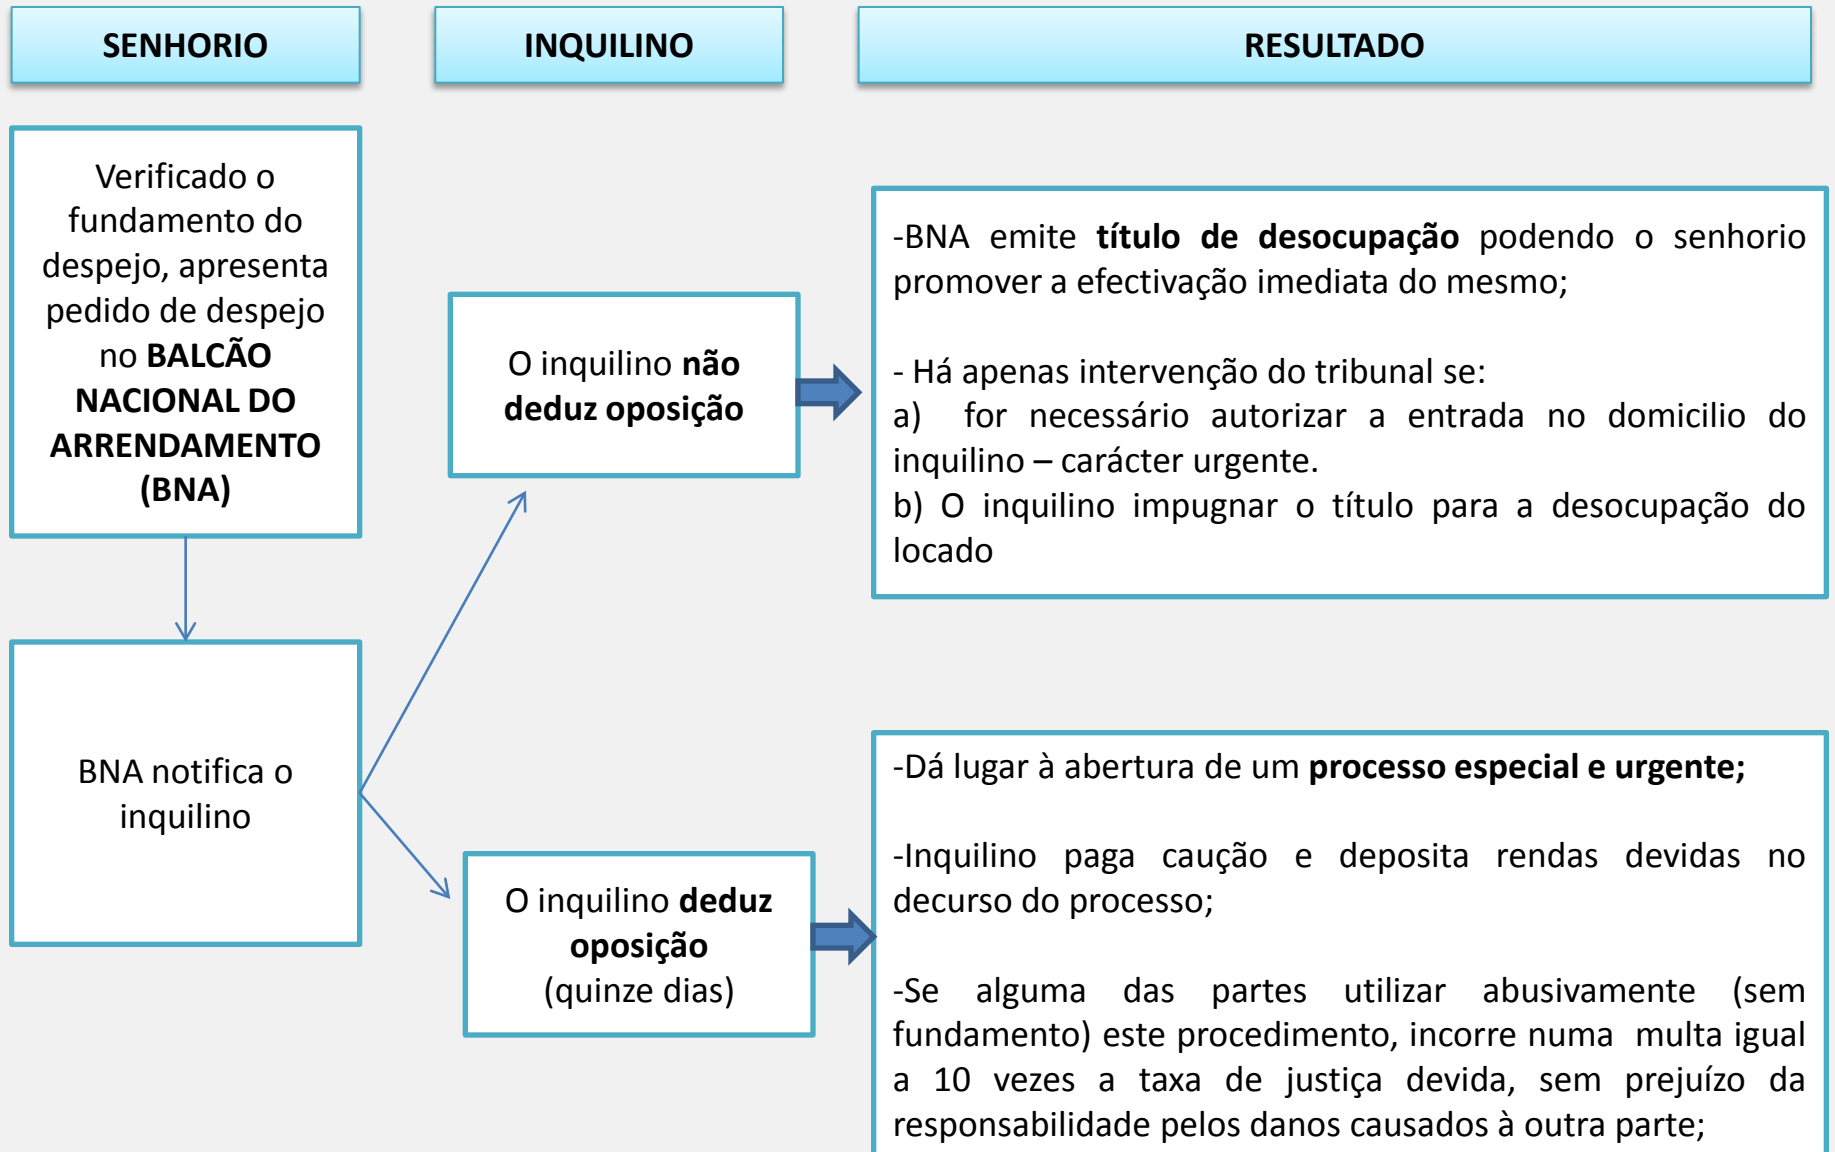 SENHORIO
INQUILINO
RESULTADO
Verificado o
fundamento do
despejo, apresenta
pedido de despejo
no BALCÃO
NACIONAL DO
ARRENDAMENTO
(BNA)
BNA notifica o
inquilino
O inquilino não
deduz oposição
-BNA emite título de desocupação podendo o senhorio
promover a efectivação imediata do mesmo;
- Há apenas intervenção do tribunal se:
a) for necessário autorizar a entrada no domicilio do
inquilino – carácter urgente.
b) O inquilino impugnar o título para a desocupação do
locado
O inquilino deduz
oposição
(quinze dias)
-Dá lugar à abertura de um processo especial e urgente;
-Inquilino paga caução e deposita rendas devidas no
decurso do processo;
-Se alguma das partes utilizar abusivamente (sem
fundamento) este procedimento, incorre numa multa igual
a 10 vezes a taxa de justiça devida, sem prejuízo da
responsabilidade pelos danos causados à outra parte;